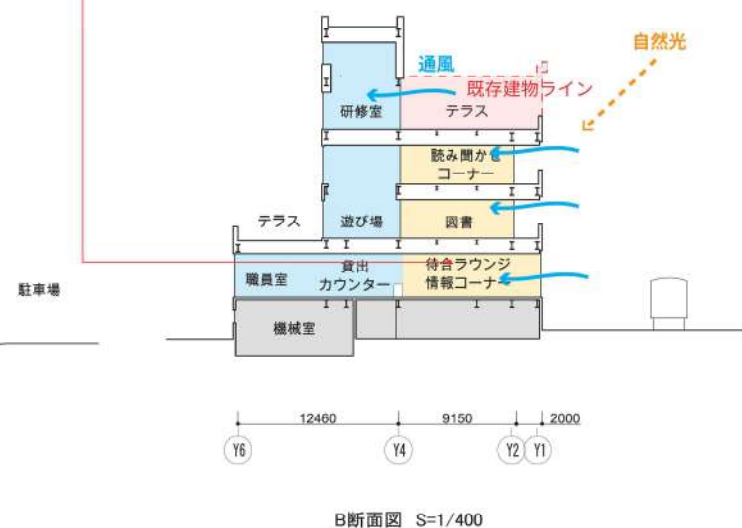 自然光
通風
既存建物ライン
研修室
テラス
読み聞かせ
コーナー
テラス
遊び場
図書
職員室
貸出
カウンター
待合ラウンジ
情報コーナー
駐車場
機械室
12460
9150
2000
Y6
Y4
Y2
Y1
B断面図 S=1/400